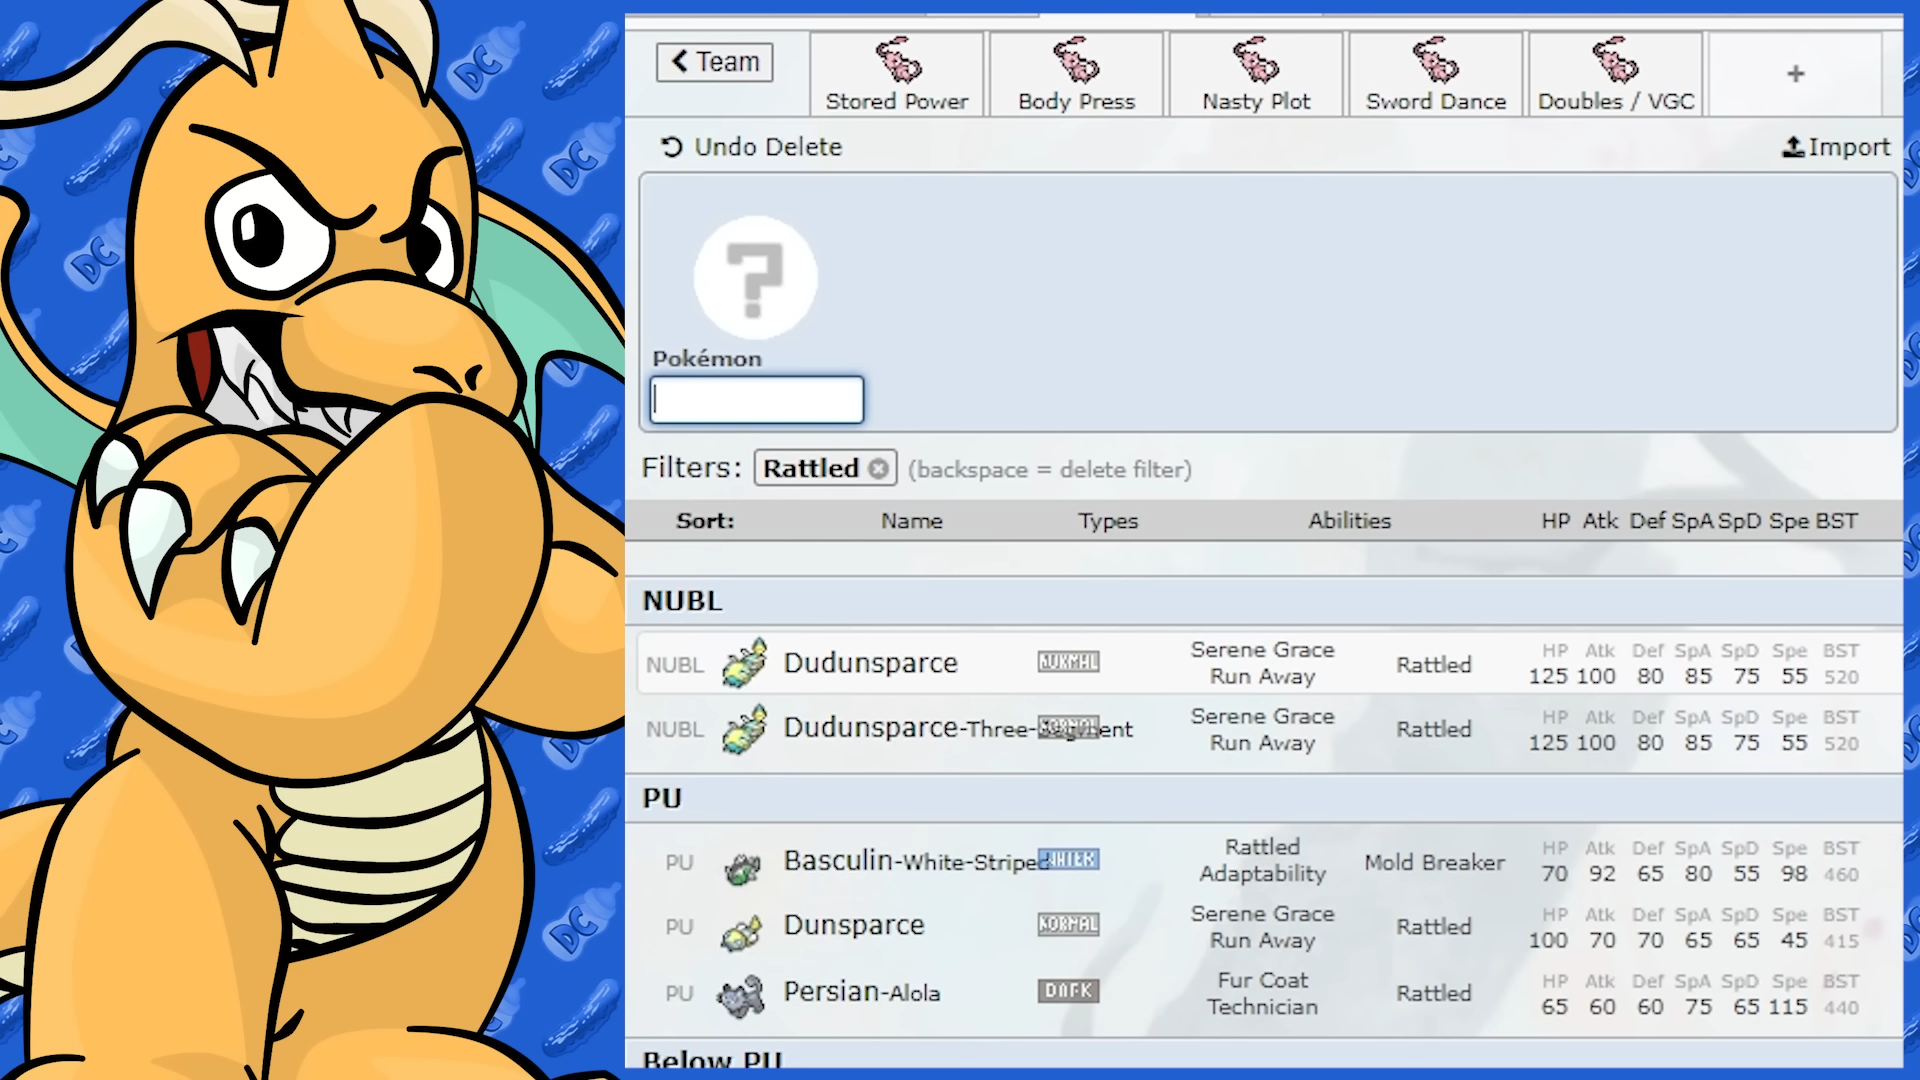 Team
Stored Power
Body Press
Nasty Plot
Sword Dance
Doubles / VGC
+
Undo Delete
Import
?
Pokémon
Filters: Rattled (backspace = delete filter)
Sort: Name Types Abilities HP Atk Def SpA SpD Spe BST
NUBL
NUBL Dudunsparce NORMAL Serene Grace Run Away Rattled HP 125 Atk 100 Def 80 SpA 85 SpD 75 Spe 55 BST 520
NUBL Dudunsparce-Three-Segment NORMAL Serene Grace Run Away Rattled HP 125 Atk 100 Def 80 SpA 85 SpD 75 Spe 55 BST 520
PU
PU Basculin-White-Striped WATER Rattled Adaptability Mold Breaker HP 70 Atk 92 Def 65 SpA 80 SpD 55 Spe 98 BST 460
PU Dunsparce NORMAL Serene Grace Run Away Rattled HP 100 Atk 70 Def 70 SpA 65 SpD 65 Spe 45 BST 415
PU Persian-Alola DARK Fur Coat Technician Rattled HP 65 Atk 60 Def 60 SpA 75 SpD 65 Spe 115 BST 440
Below PU
DC
DC
DC
DC